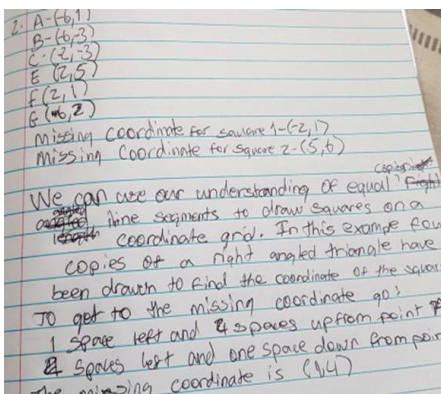 2. A-(-6,1)
B-(-6,-3)
C-(2,-3)
E (2,5)
F(2,1)
G (-6,2)
Missing coordinate for square 1-(-2,1)
Missing Coordinate for square 2-(5,6)
We can use our understanding of equal
line segments to draw squares on a
coordinate grid. In this example four
copies of a right angled triangle have
been drawn to find the coordinate of the square
To get to the missing coordinate go:
1 space left and 4 spaces up from point
4 spaces left and one space down from point
The missing coordinate is (1,4)